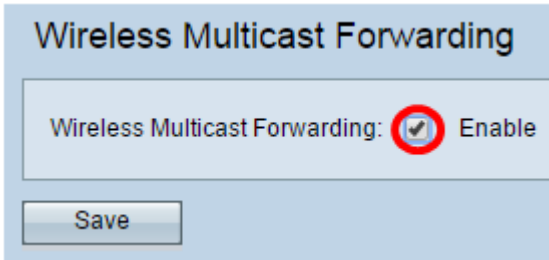 Wireless Multicast Forwarding
Wireless Multicast Forwarding: Enable
Save